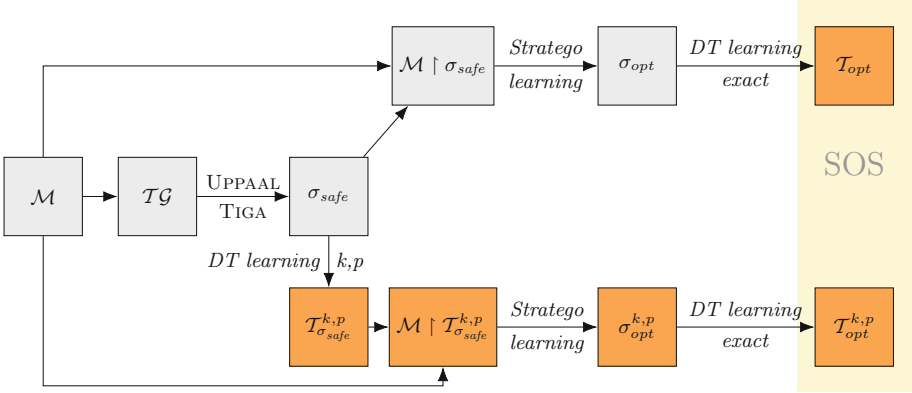 Stratego
DT learning
ℳ ↾ σ_safe
σ_opt
𝒯_opt
learning
exact
SOS
ℳ
𝒯𝒢
UPPAAL
TIGA
σ_safe
DT learning
k,p
Stratego
DT learning
𝒯^{k,p}_{σ_safe}
ℳ ↾ 𝒯^{k,p}_{σ_safe}
σ^{k,p}_{opt}
𝒯^{k,p}_{opt}
learning
exact